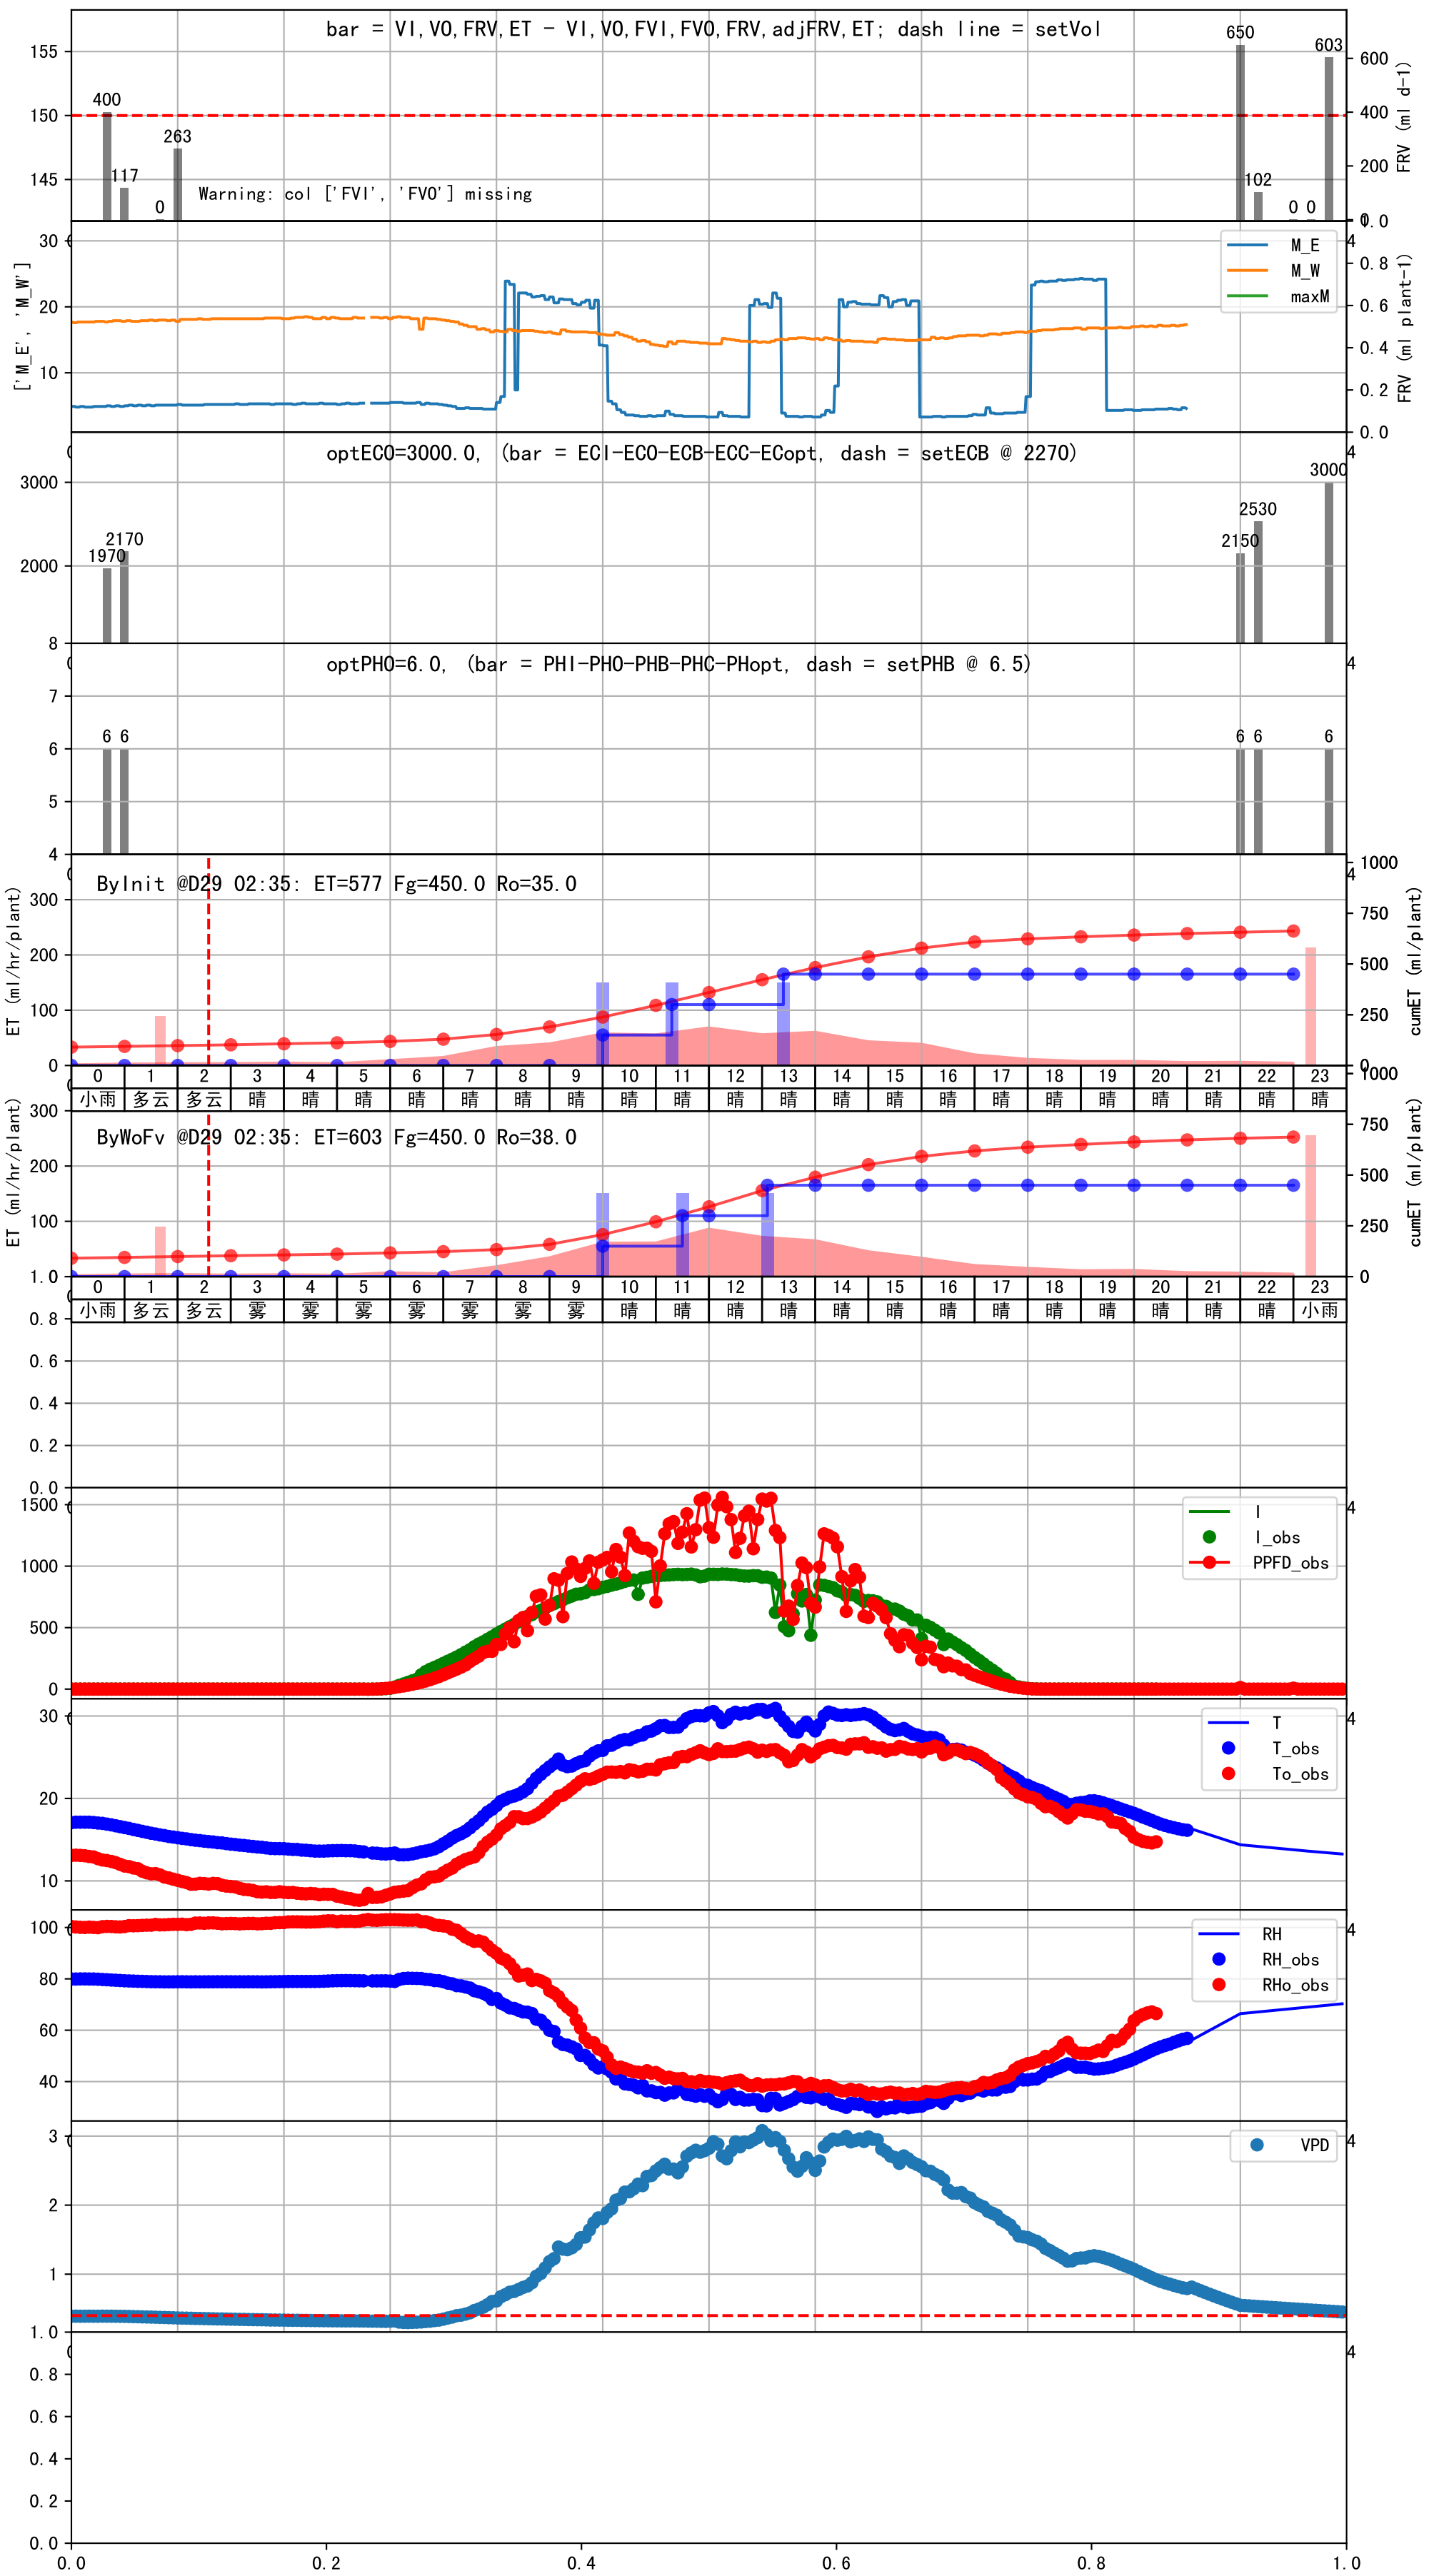 bar = VI,VO,FRV,ET - VI,VO,FVI,FVO,FRV,adjFRV,ET; dash line = setVol
155
150
145
400
117
0
263
650
102
0 0
603
Warning: col ['FVI', 'FVO'] missing
600
400
200
0
FRV (ml d-1)
['M_E', 'M_W']
30
20
10
M_E
M_W
maxM
1.0
0.8
0.6
0.4
0.2
0.0
FRV (ml plant-1)
optECO=3000.0, (bar = ECI-ECO-ECB-ECC-ECopt, dash = setECB @ 2270)
3000
2000
1970
2170
2150
2530
3000
optPHO=6.0, (bar = PHI-PHO-PHB-PHC-PHopt, dash = setPHB @ 6.5)
8
7
6
5
4
6 6
6 6
6
ByInit @D29 02:35: ET=577 Fg=450.0 Ro=35.0
ET (ml/hr/plant)
300
200
100
0
1000
750
500
250
0
cumET (ml/plant)
0 1 2 3 4 5 6 7 8 9 10 11 12 13 14 15 16 17 18 19 20 21 22 23
小雨 多云 多云 晴 晴 晴 晴 晴 晴 晴 晴 晴 晴 晴 晴 晴 晴 晴 晴 晴 晴 晴 晴 晴
ByWoFv @D29 02:35: ET=603 Fg=450.0 Ro=38.0
ET (ml/hr/plant)
300
200
100
1000
750
500
250
0
cumET (ml/plant)
0 1 2 3 4 5 6 7 8 9 10 11 12 13 14 15 16 17 18 19 20 21 22 23
小雨 多云 多云 雾 雾 雾 雾 雾 雾 雾 晴 晴 晴 晴 晴 晴 晴 晴 晴 晴 晴 晴 晴 小雨
1.0
0.8
0.6
0.4
0.2
0.0
1500
1000
500
0
I
I_obs
PPFD_obs
30
20
10
T
T_obs
To_obs
100
80
60
40
RH
RH_obs
RHo_obs
3
2
1
VPD
1.0
0.8
0.6
0.4
0.2
0.0
0.0 0.2 0.4 0.6 0.8 1.0